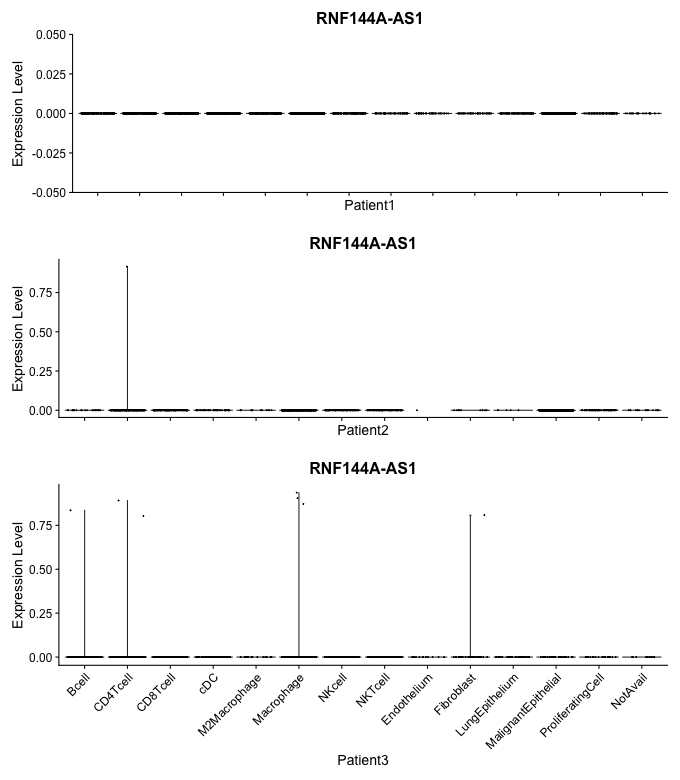 RNF144A-AS1
0.050
0.025
0.000
-0.025
-0.050
Expression Level
Patient1
RNF144A-AS1
0.75
0.50
0.25
0.00
Expression Level
Patient2
RNF144A-AS1
0.75
0.50
0.25
0.00
Expression Level
Bcell
CD4Tcell
CD8Tcell
cDC
M2Macrophage
Macrophage
NKcell
NKTcell
Endothelium
Fibroblast
LungEpithelium
MalignantEpithelial
ProliferatingCell
NotAvail
Patient3